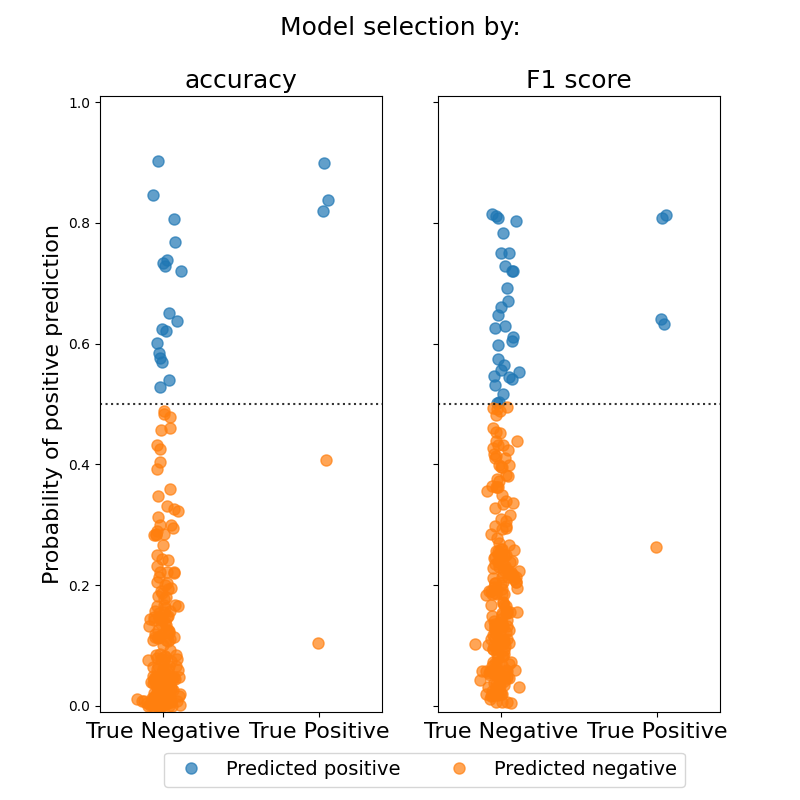 Model selection by:
accuracy
F1 score
Probability of positive prediction
1.0
0.8
0.6
0.4
0.2
0.0
True Negative
True Positive
True Negative
True Positive
Predicted positive
Predicted negative